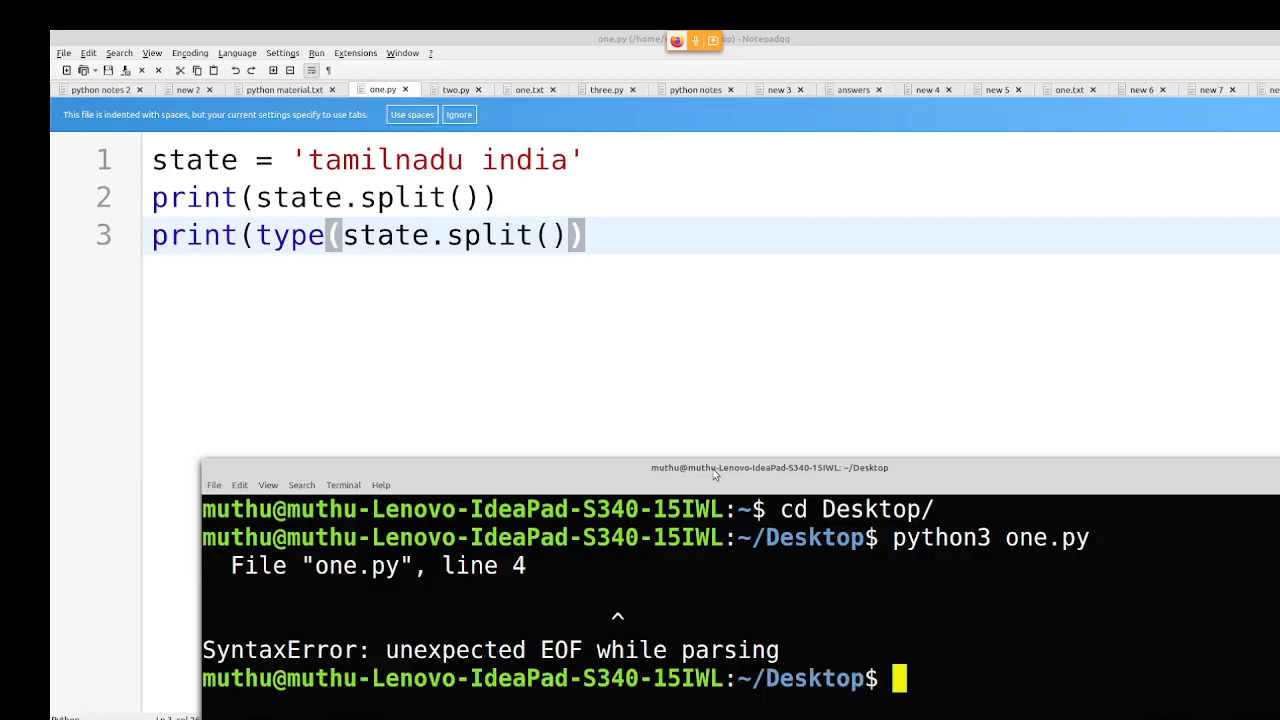 one.py (/home/
op) - Notepadqq
File Edit Search View Encoding Language Settings Run Extensions Window ?
python notes 2 new 2 python material.txt one.py two.py one.txt three.py python notes new 3 answers new 4 new 5 one.txt new 6 new 7
This file is indented with spaces, but your current settings specify to use tabs. Use spaces Ignore
1 state = 'tamilnadu india'
2 print(state.split())
3 print(type(state.split())
muthu@muthu-Lenovo-IdeaPad-S340-15IWL: ~/Desktop
File Edit View Search Terminal Help
muthu@muthu-Lenovo-IdeaPad-S340-15IWL:~$ cd Desktop/
muthu@muthu-Lenovo-IdeaPad-S340-15IWL:~/Desktop$ python3 one.py
File "one.py", line 4
^
SyntaxError: unexpected EOF while parsing
muthu@muthu-Lenovo-IdeaPad-S340-15IWL:~/Desktop$